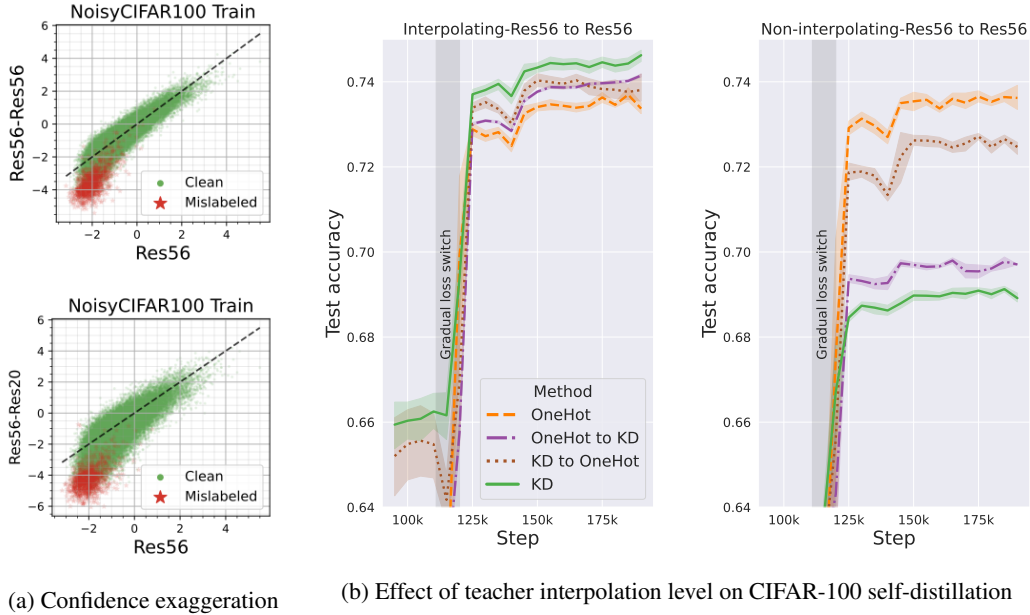 NoisyCIFAR100 Train
6
4
2
0
−2
−4
Res56-Res56
Clean
Mislabeled
−2 0 2 4
Res56
NoisyCIFAR100 Train
6
4
2
0
−2
−4
−6
Res56-Res20
Clean
Mislabeled
−2 0 2 4
Res56
(a) Confidence exaggeration
Interpolating-Res56 to Res56
0.74
0.72
0.70
0.68
0.66
0.64
Test accuracy
Gradual loss switch
Method
OneHot
OneHot to KD
KD to OneHot
KD
100k 125k 150k 175k
Step
Non-interpolating-Res56 to Res56
0.74
0.72
0.70
0.68
0.66
0.64
Test accuracy
Gradual loss switch
100k 125k 150k 175k
Step
(b) Effect of teacher interpolation level on CIFAR-100 self-distillation